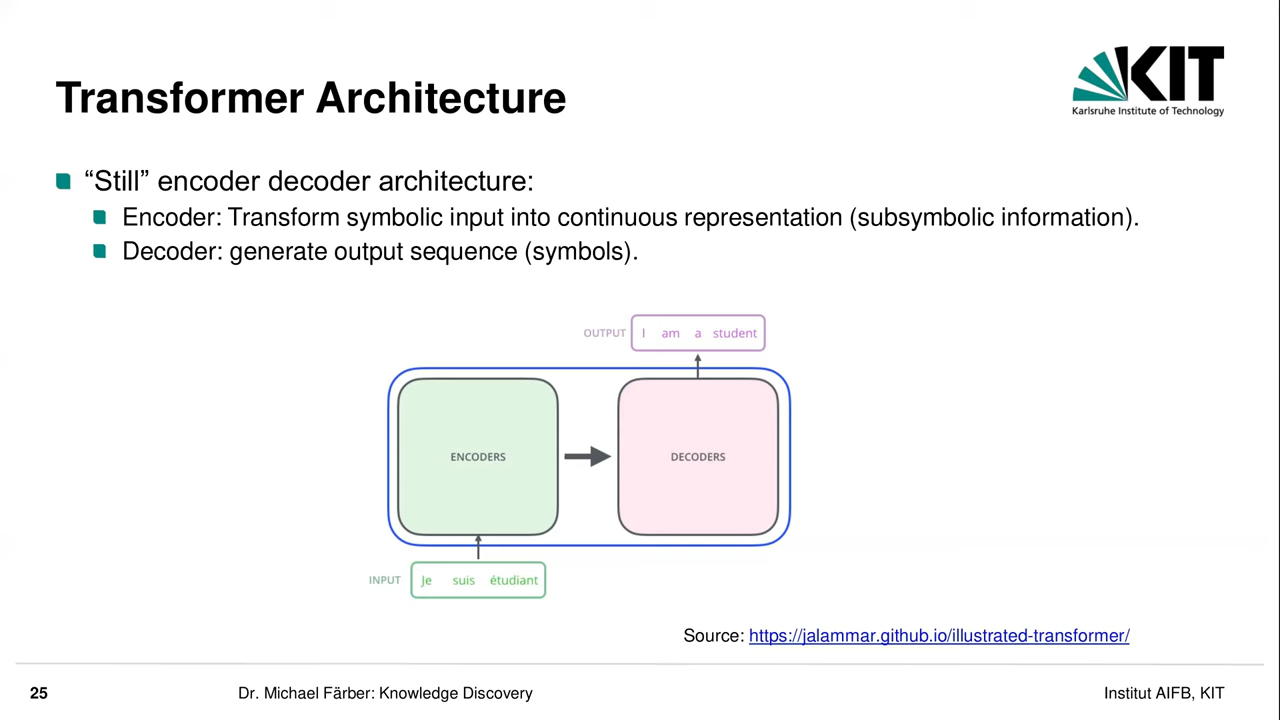 KIT
Karlsruhe Institute of Technology
Transformer Architecture
“Still” encoder decoder architecture:
Encoder: Transform symbolic input into continuous representation (subsymbolic information).
Decoder: generate output sequence (symbols).
OUTPUT I am a student
ENCODERS DECODERS
INPUT Je suis étudiant
Source: https://jalammar.github.io/illustrated-transformer/
25 Dr. Michael Färber: Knowledge Discovery Institut AIFB, KIT